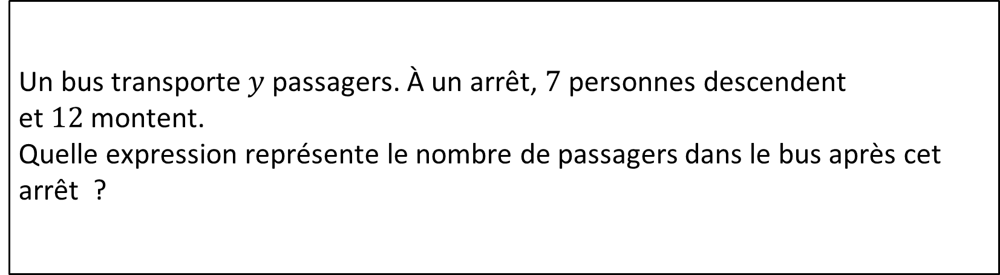 Un bus transporte y passagers. À un arrêt, 7 personnes descendent
et 12 montent.
Quelle expression représente le nombre de passagers dans le bus après cet
arrêt ?